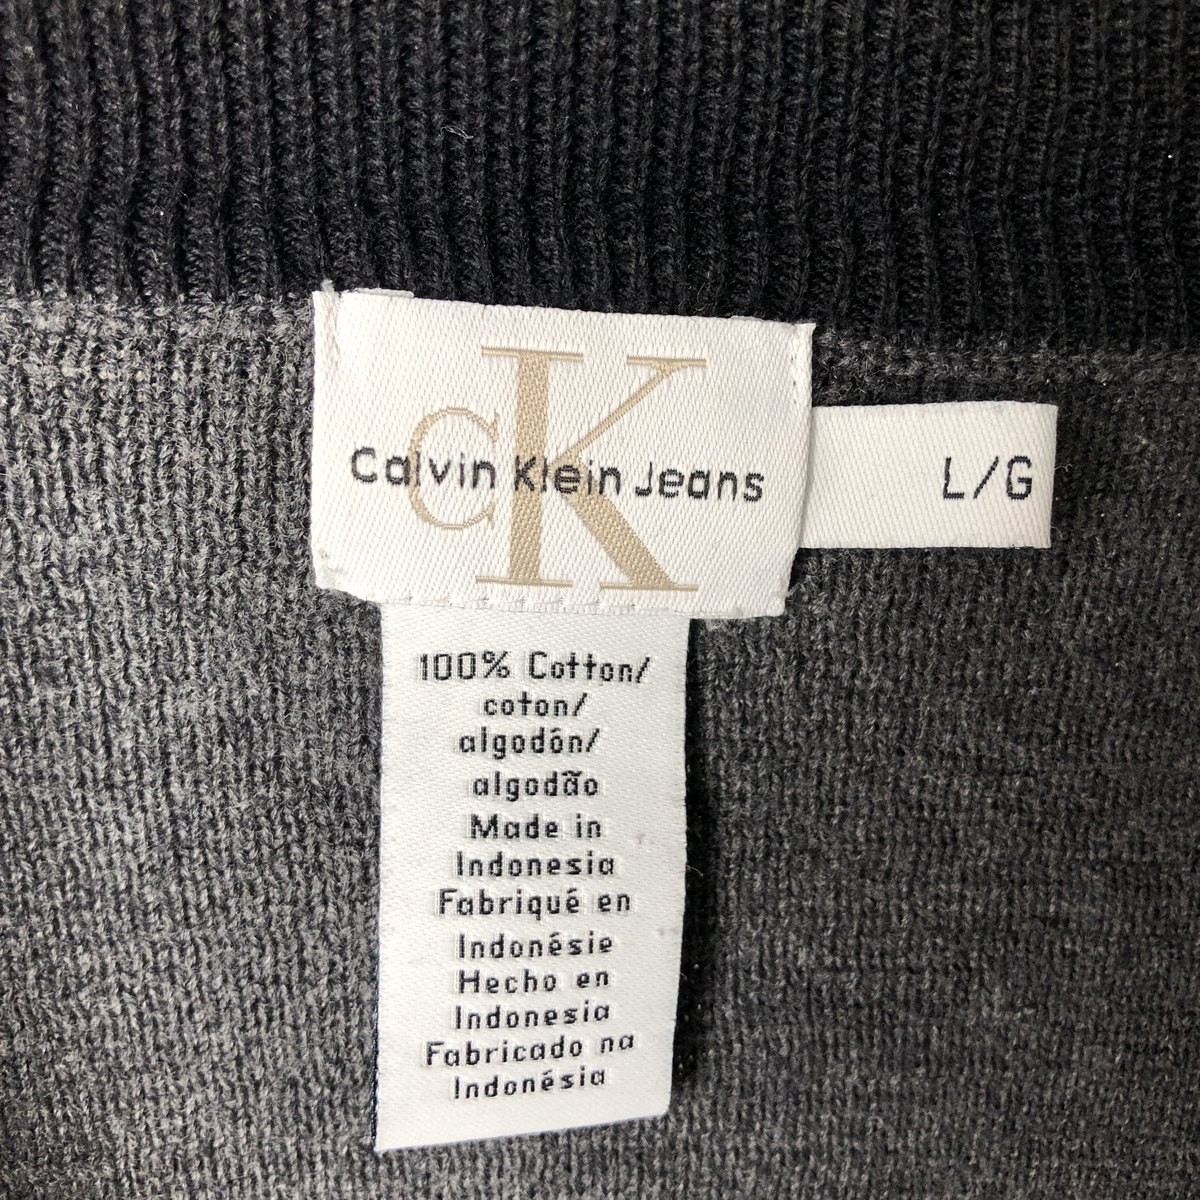 CK
Calvin Klein Jeans
L/G
100% Cotton/
coton/
algodón/
algodão
Made in
Indonesia
Fabriqué en
Indonésie
Hecho en
Indonesia
Fabricado na
Indonésia